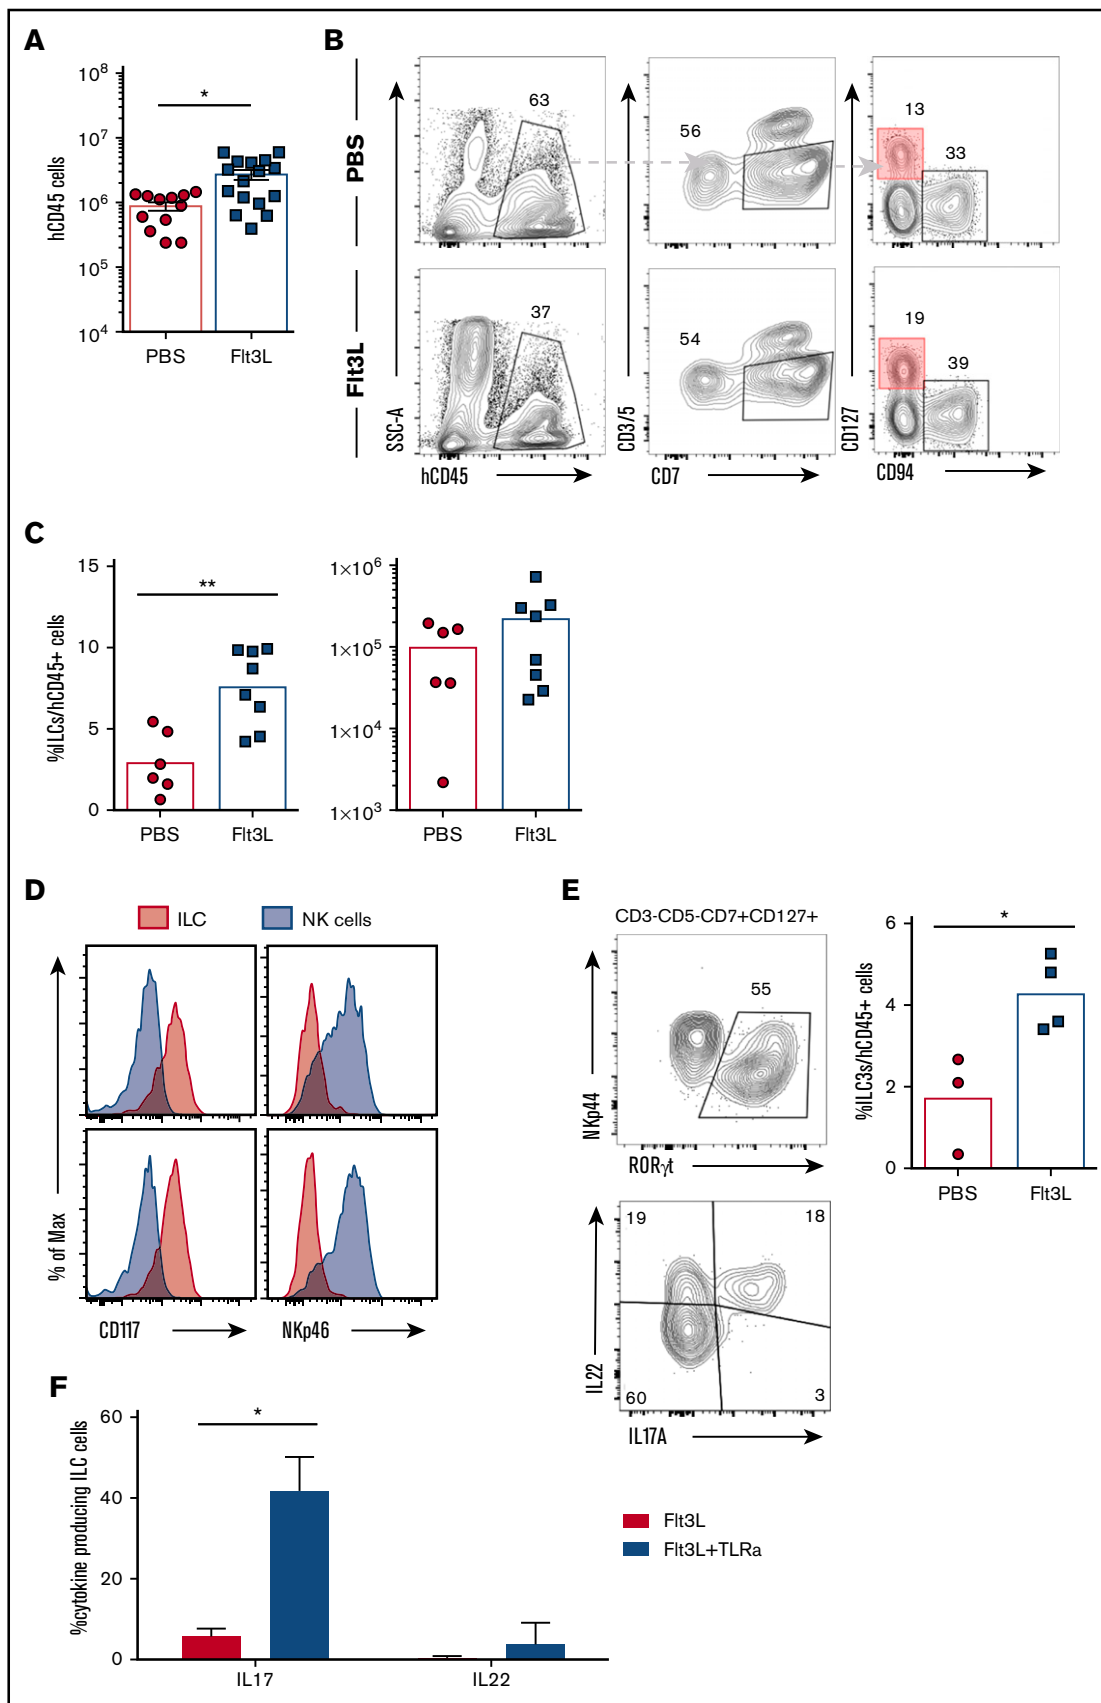 A
hCD45 cells
10⁸
10⁷
10⁶
10⁵
10⁴
*
PBS
Flt3L
B
PBS
Flt3L
63
56
13
33
37
54
19
39
SSC-A
hCD45
CD3/5
CD7
CD127
CD94
C
%ILCs/hCD45+ cells
15
10
5
0
**
PBS
Flt3L
1×10⁶
1×10⁵
1×10⁴
1×10³
PBS
Flt3L
D
ILC
NK cells
% of Max
CD117
NKp46
E
CD3-CD5-CD7+CD127+
55
NKp44
RORγt
%ILC3s/hCD45+ cells
6
4
2
0
*
PBS
Flt3L
19
18
60
3
IL22
IL17A
F
%cytokine producing ILC cells
60
40
20
0
*
IL17
IL22
Flt3L
Flt3L+TLRa